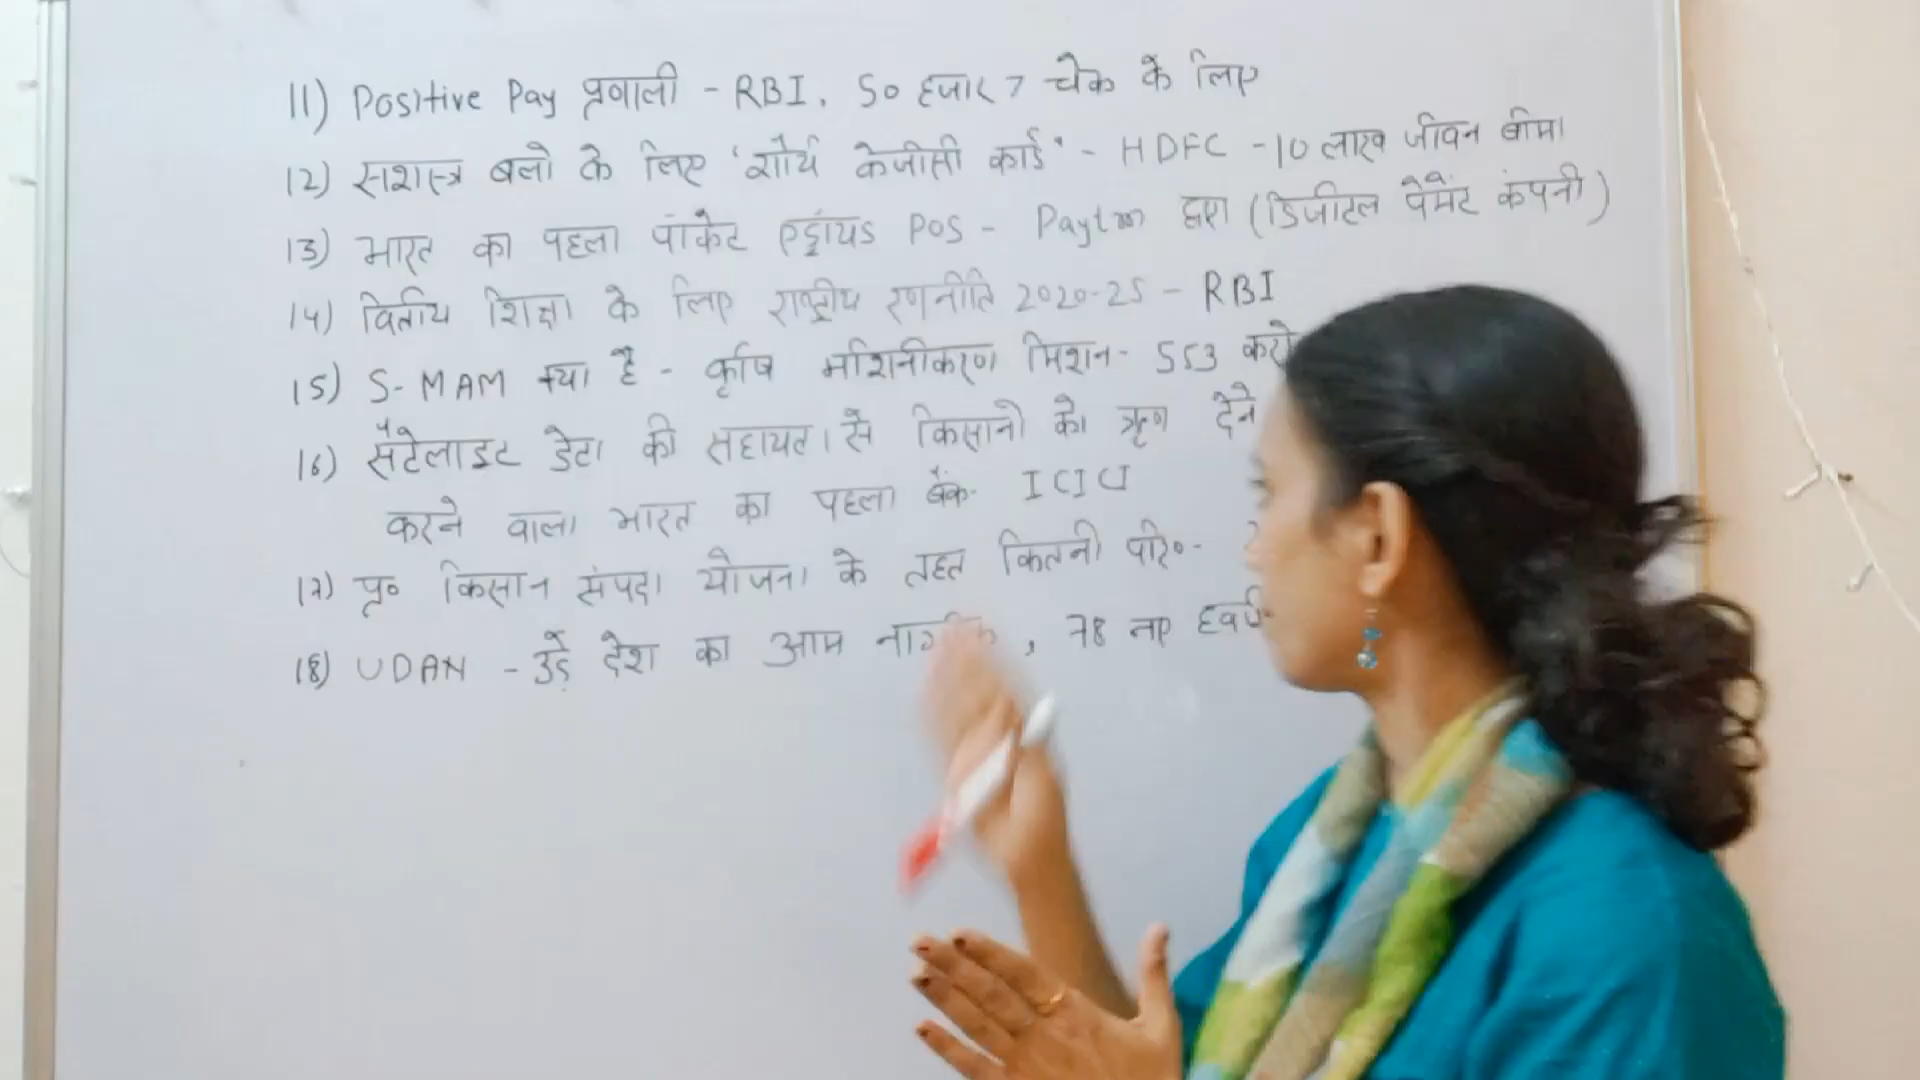 11) Positive Pay प्रणाली - RBI, 50 हजार > चेक के लिए
12) सशस्त्र बलो के लिए 'शौर्य केजीसी कार्ड' - HDFC - 10 लाख जीवन बीमा
13) भारत का पहला पॉकेट एड्रांयड POS - Paytm द्वारा (डिजीटल पेमेंट कंपनी)
14) वित्तीय शिक्षा के लिए राष्ट्रीय रणनीति 2020-25 - RBI
15) S-MAM क्या है - कृषि मशिनीकरण मिशन - 553
16) सैटेलाइट डेटा की सहायता से किसानो को ऋण देने
करने वाला भारत का पहला बैंक - ICICI
17) प्र० किसान संपदा योजना के तहत कितनी परि० -
18) UDAN - उड़े देश का आम नागरिक, 78 नए